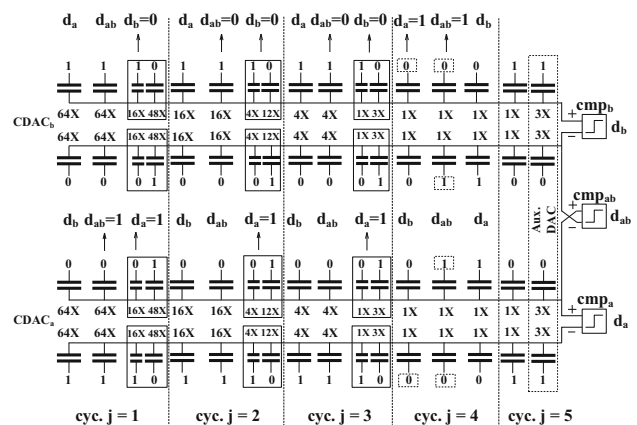 d_a d_ab d_b=0 d_a d_ab=0 d_b=0 d_a d_ab=0 d_b=0 d_a=1 d_ab=1 d_b
1 1 1 0 1 1 1 0 1 1 1 0 0 0 0 1 1
64X 64X 16X 48X 16X 16X 4X 12X 4X 4X 1X 3X 1X 1X 1X 1X 3X
CDAC_b
64X 64X 16X 48X 16X 16X 4X 12X 4X 4X 1X 3X 1X 1X 1X 1X 3X
0 0 0 1 0 0 0 1 0 0 0 1 0 1 1 0 0
cmp_b
+
−
d_b
cmp_ab
+
−
d_ab
Aux. DAC
d_b d_ab=1 d_a=1 d_b d_ab d_a=1 d_b d_ab d_a=1 d_b d_ab d_a
0 0 0 1 0 0 0 1 0 0 0 1 0 1 1 0 0
64X 64X 16X 48X 16X 16X 4X 12X 4X 4X 1X 3X 1X 1X 1X 1X 3X
CDAC_a
64X 64X 16X 48X 16X 16X 4X 12X 4X 4X 1X 3X 1X 1X 1X 1X 3X
1 1 1 0 1 1 1 0 1 1 1 0 0 0 0 1 1
cmp_a
+
−
d_a
cyc. j = 1 cyc. j = 2 cyc. j = 3 cyc. j = 4 cyc. j = 5